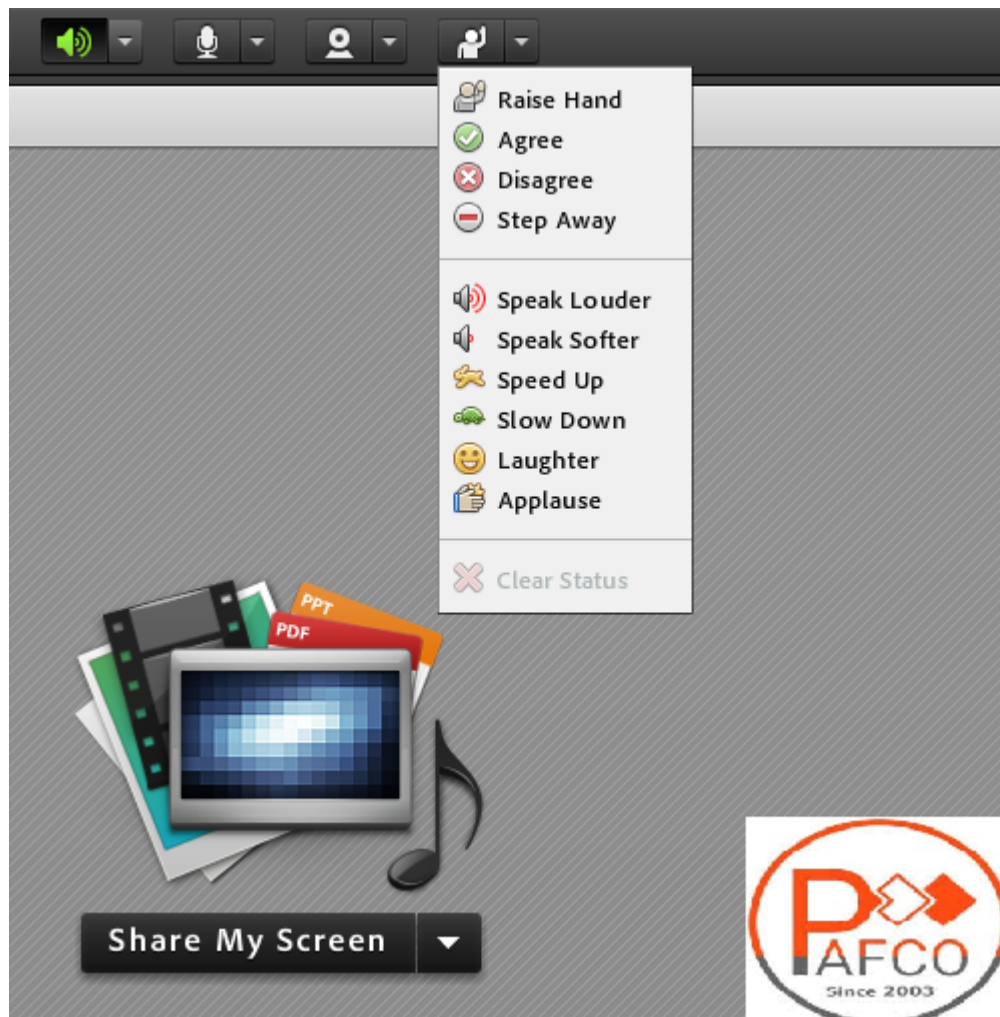 Raise Hand
Agree
Disagree
Step Away
Speak Louder
Speak Softer
Speed Up
Slow Down
Laughter
Applause
Clear Status
PPT
PDF
Share My Screen
PAFCO
Since 2003